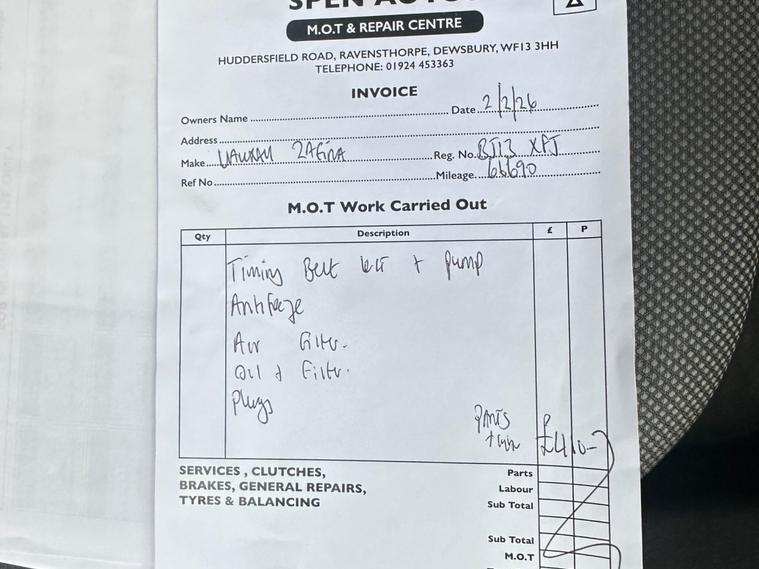 SPEN AUTO
M.O.T & REPAIR CENTRE
HUDDERSFIELD ROAD, RAVENSTHORPE, DEWSBURY, WF13 3HH
TELEPHONE: 01924 453363
INVOICE
Owners Name Date 2/2/26
Address
Make VAUXALL ZAFIRA Reg. No. BJ13 XPJ
Ref No Mileage 66690
M.O.T Work Carried Out
Qty Description £ P
Timing Belt kit + pump
Antifreeze
Air Filter.
Oil & Filter.
Plugs
Parts
+ £410-
SERVICES, CLUTCHES,
BRAKES, GENERAL REPAIRS,
TYRES & BALANCING
Parts
Labour
Sub Total
Sub Total
M.O.T